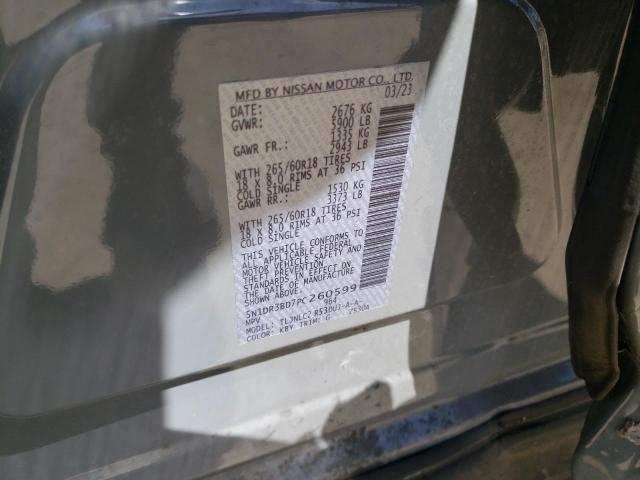 MFD BY NISSAN MOTOR CO., LTD.
DATE: 03/23
GVWR: 2676 KG
5900 LB
GAWR FR.: 1335 KG
2943 LB
WITH 265/60R18 TIRES
18 X 8.0 RIMS AT 36 PSI
COLD SINGLE
GAWR RR.: 1530 KG
3373 LB
WITH 265/60R18 TIRES
18 X 8.0 RIMS AT 36 PSI
COLD SINGLE
THIS VEHICLE CONFORMS TO
ALL APPLICABLE FEDERAL
MOTOR VEHICLE SAFETY AND
THEFT PREVENTION
STANDARDS IN EFFECT ON
THE DATE OF MANUFACTURE
SHOWN ABOVE.
5N1DR3BD7PC260599
MPV 984
MODEL:
COLOR: KBY TRIM: G